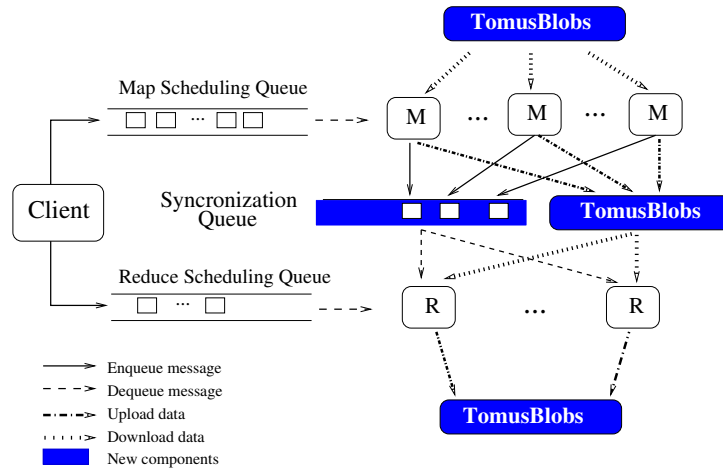 TomusBlobs
Map Scheduling Queue
...
M ... M ... M
Client
Syncronization
Queue
TomusBlobs
Reduce Scheduling Queue
...
R ... R
Enqueue message
Dequeue message
Upload data
TomusBlobs
Download data
New components